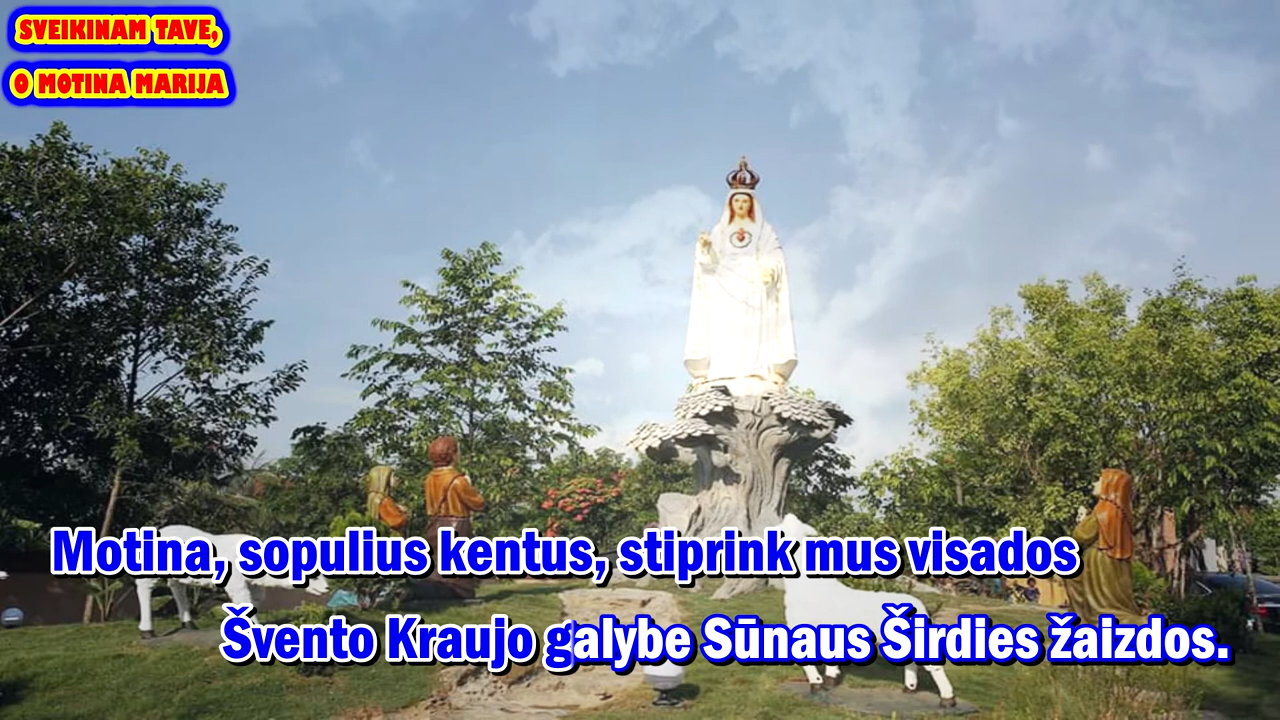 SVEIKINAM TAVE,
O MOTINA MARIJA
Motina, sopulius kentus, stiprink mus visados
Švento Kraujo galybe Sūnaus Širdies žaizdos.